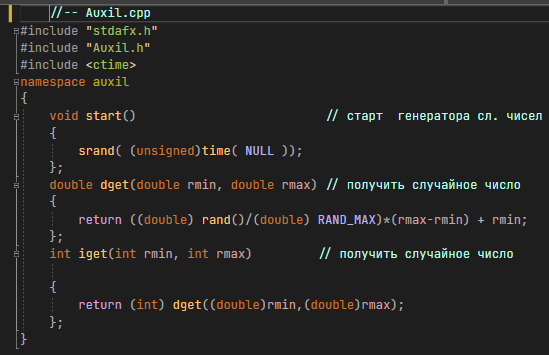 //-- Auxil.cpp
#include "stdafx.h"
#include "Auxil.h"
#include <ctime>
namespace auxil
{
void start() // старт генератора сл. чисел
{
srand( (unsigned)time( NULL ));
};
double dget(double rmin, double rmax) // получить случайное число
{
return ((double) rand()/(double) RAND_MAX)*(rmax-rmin) + rmin;
};
int iget(int rmin, int rmax) // получить случайное число
{
return (int) dget((double)rmin,(double)rmax);
};
}